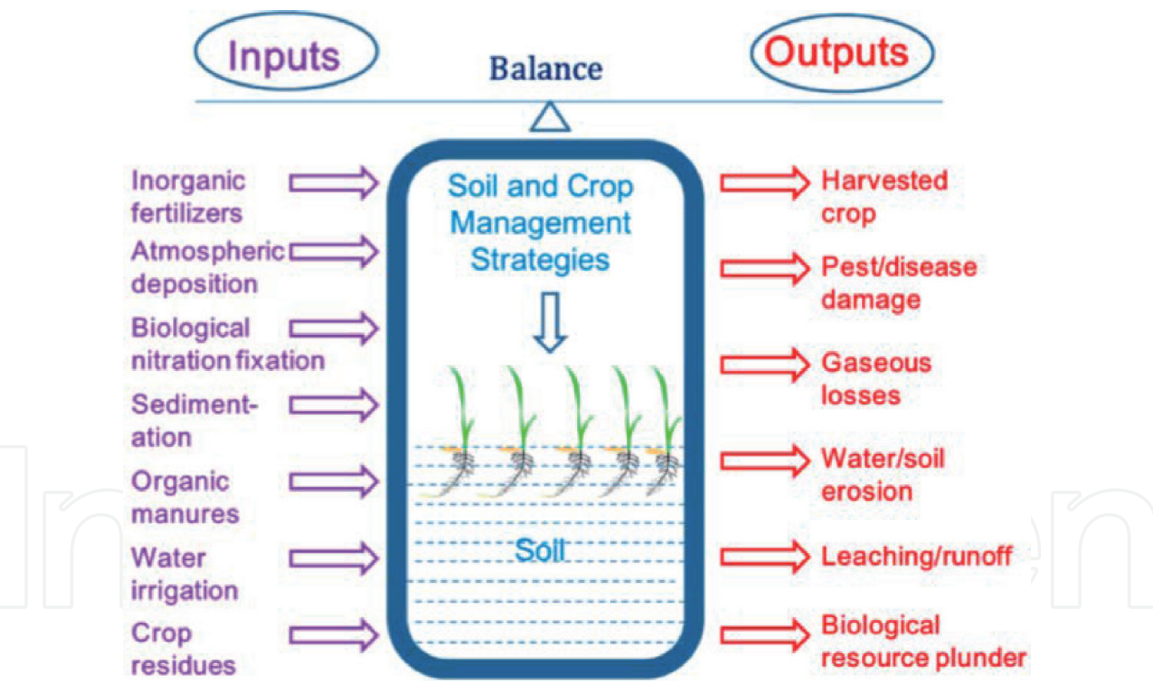 Inputs
Balance
Outputs
Inorganic
fertilizers
Atmospheric
deposition
Biological
nitration fixation
Sediment-
ation
Organic
manures
Water
irrigation
Crop
residues
Soil and Crop
Management
Strategies
Soil
Harvested
crop
Pest/disease
damage
Gaseous
losses
Water/soil
erosion
Leaching/runoff
Biological
resource plunder